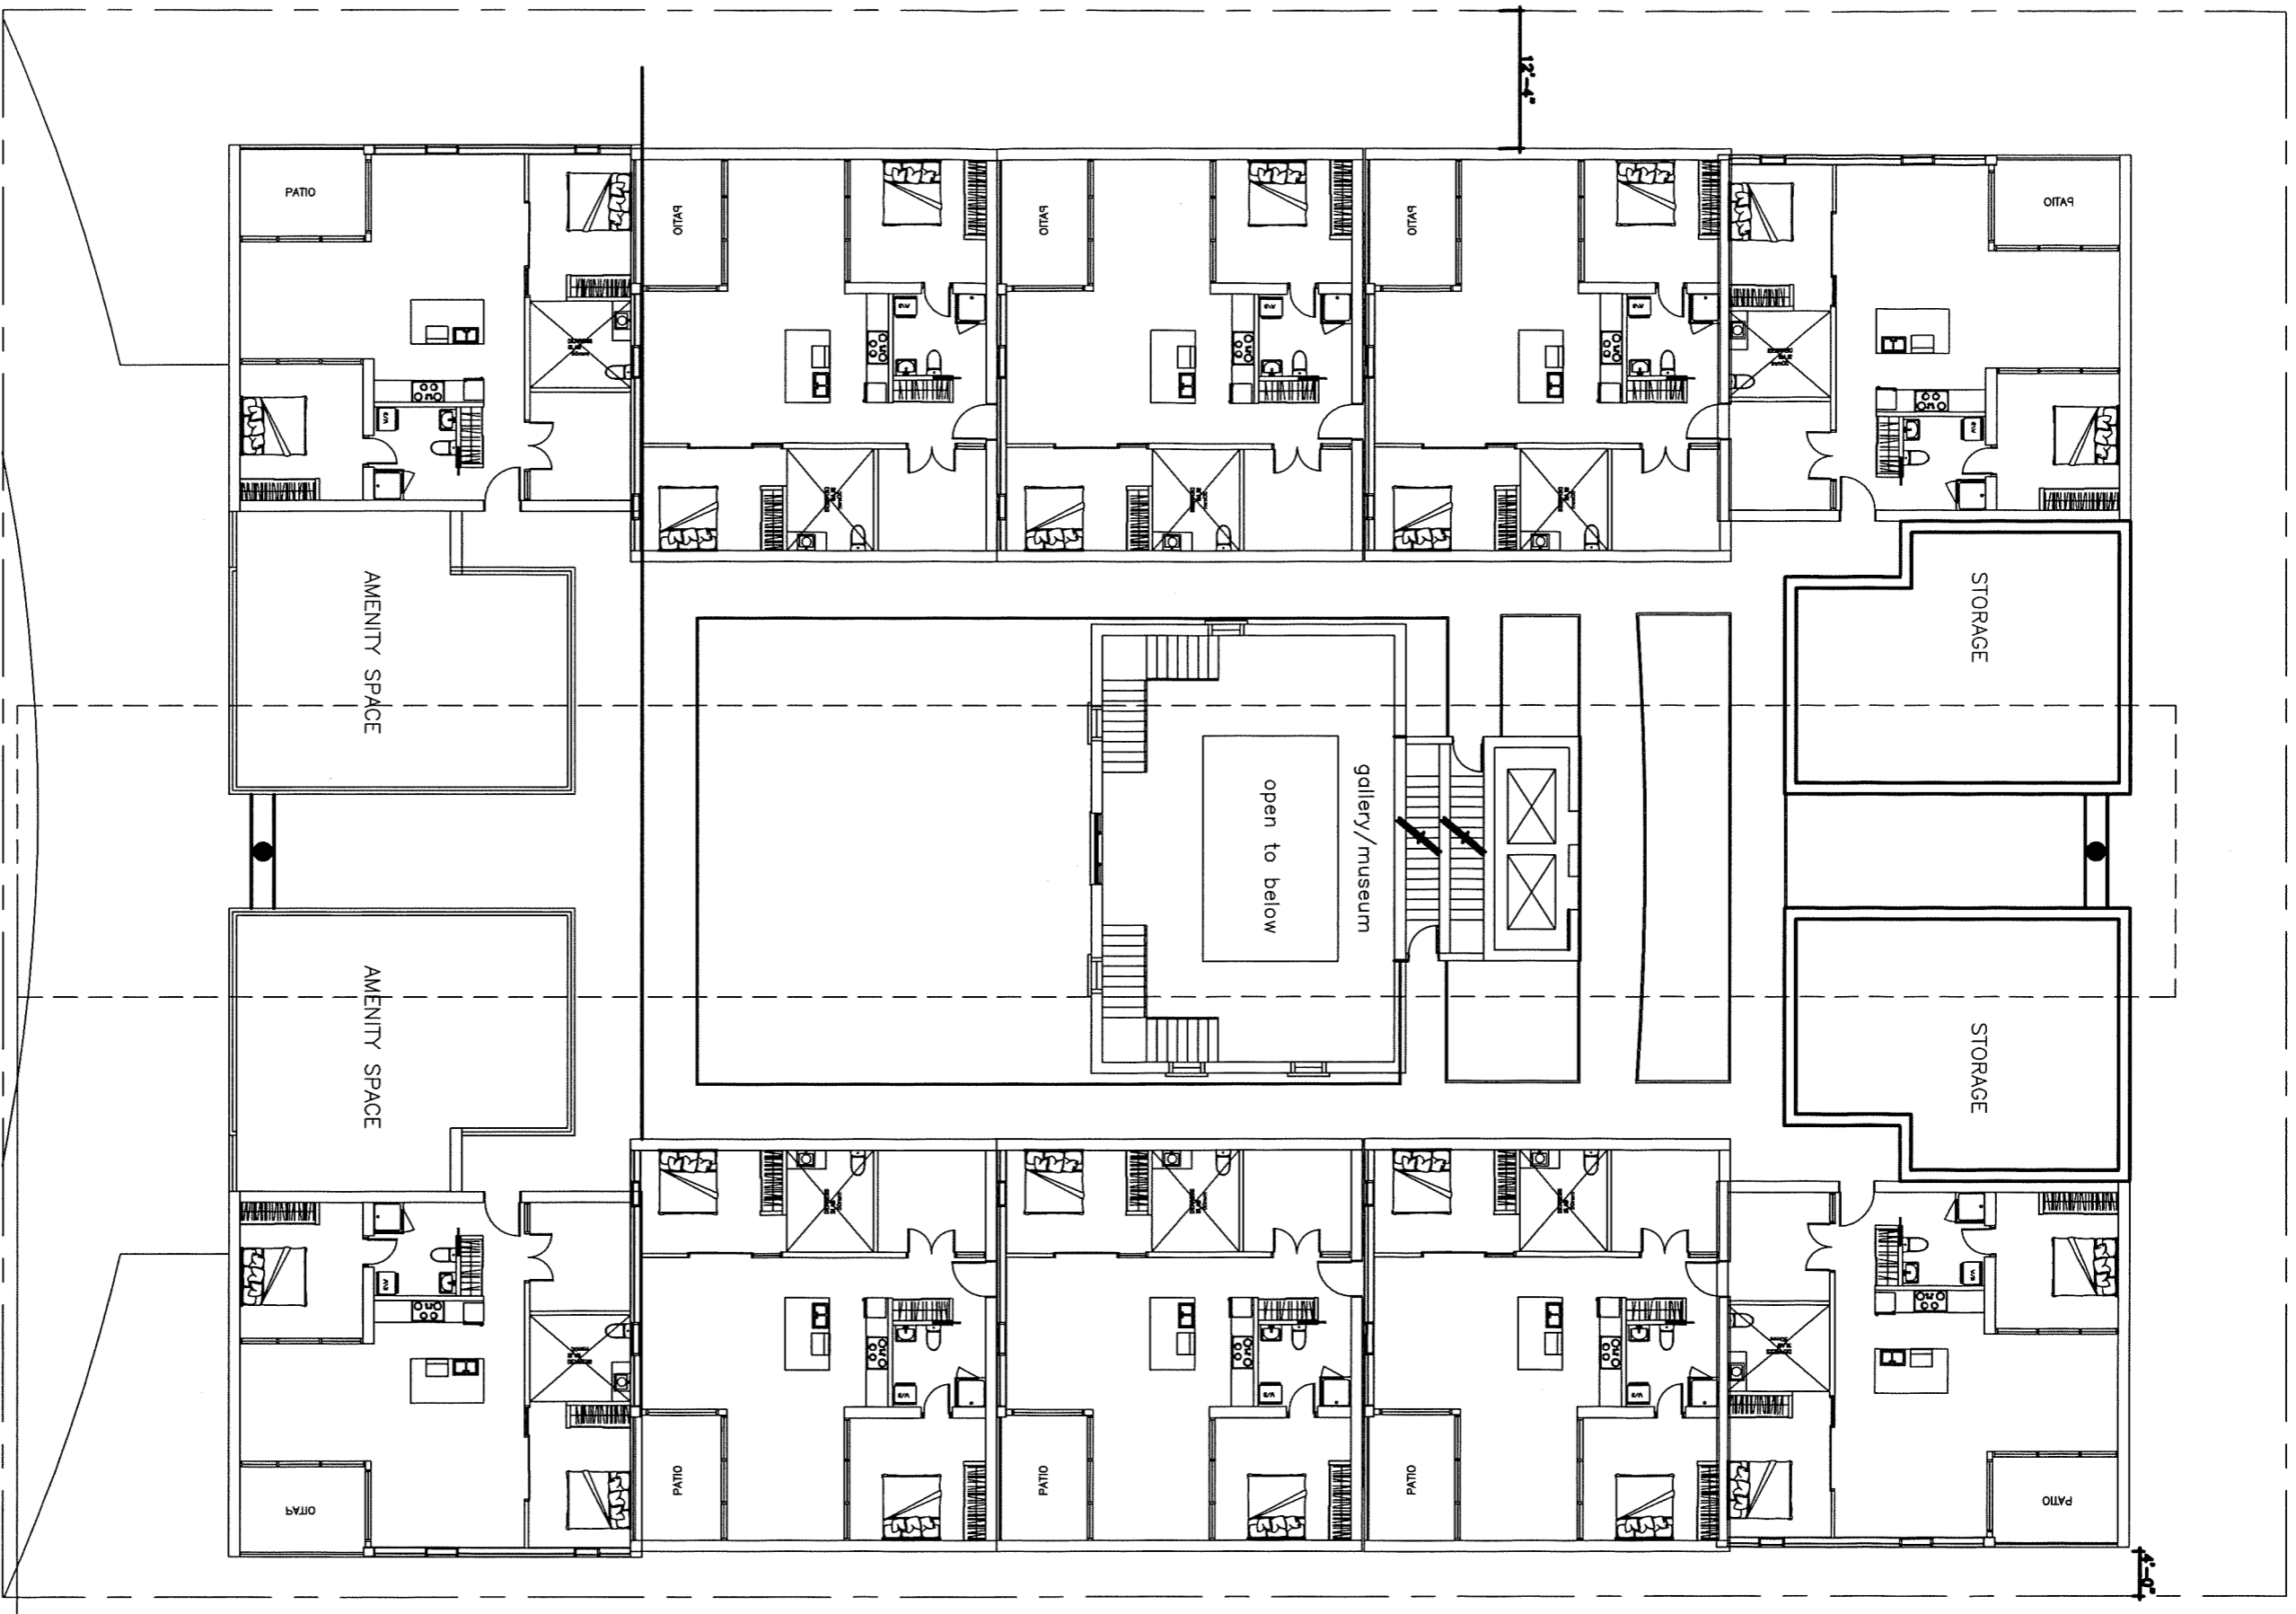 12'-4"
PATIO
PATIO
PATIO
PATIO
PATIO
AMENITY SPACE
STORAGE
gallery/museum
open to below
AMENITY SPACE
STORAGE
PATIO
PATIO
PATIO
PATIO
PATIO
4'-0"